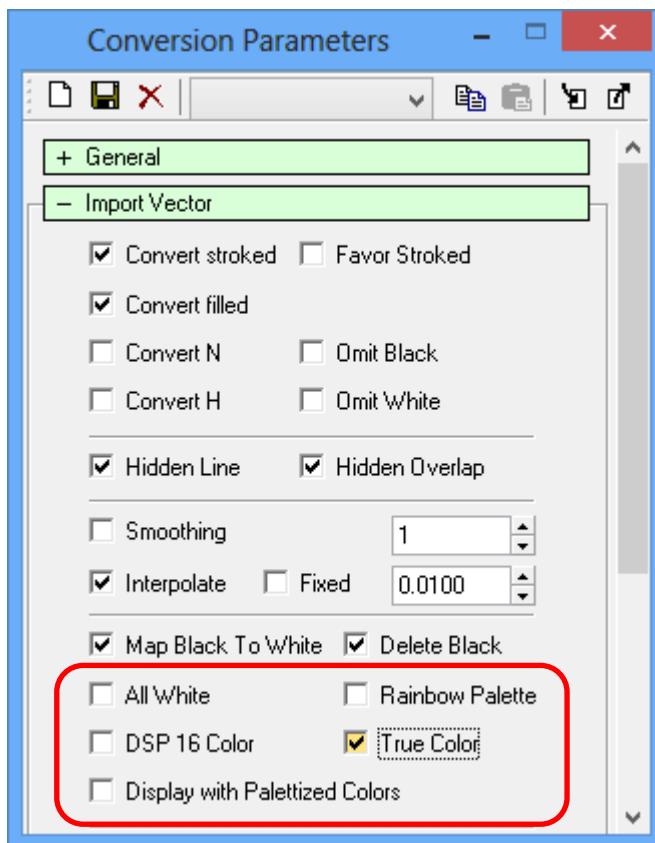 Conversion Parameters
+ General
– Import Vector
Convert stroked Favor Stroked
Convert filled
Convert N Omit Black
Convert H Omit White
Hidden Line Hidden Overlap
Smoothing 1
Interpolate Fixed 0.0100
Map Black To White Delete Black
All White Rainbow Palette
DSP 16 Color True Color
Display with Palettized Colors